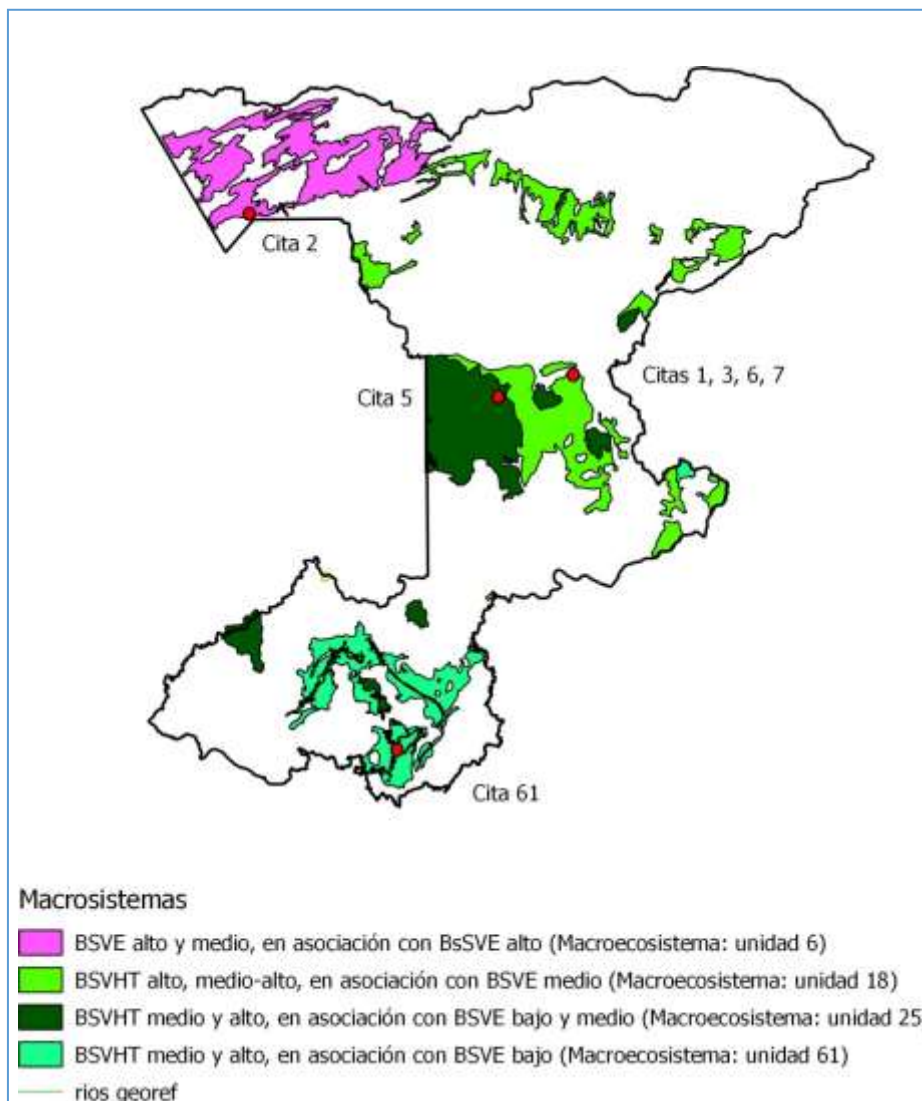 Cita 2
Cita 5
Citas 1, 3, 6, 7
Cita 61
Macrosistemas
BSVE alto y medio, en asociación con BsSVE alto (Macroecosistema: unidad 6)
BSVHT alto, medio-alto, en asociación con BSVE medio (Macroecosistema: unidad 18)
BSVHT medio y alto, en asociación con BSVE bajo y medio (Macroecosistema: unidad 25
BSVHT medio y alto, en asociación con BSVE bajo (Macroecosistema: unidad 61)
rios georef